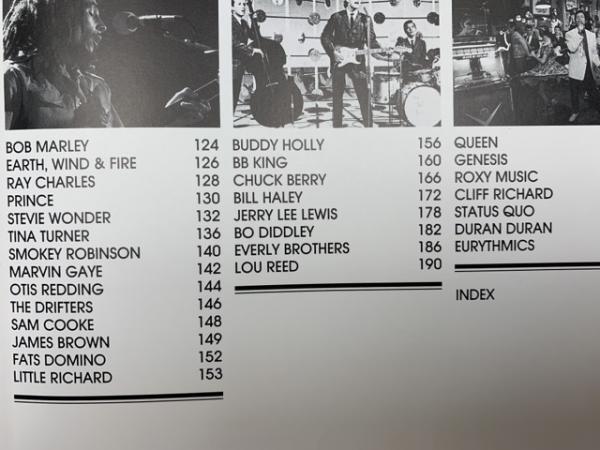 BOB MARLEY 124
EARTH, WIND & FIRE 126
RAY CHARLES 128
PRINCE 130
STEVIE WONDER 132
TINA TURNER 136
SMOKEY ROBINSON 140
MARVIN GAYE 142
OTIS REDDING 144
THE DRIFTERS 146
SAM COOKE 148
JAMES BROWN 149
FATS DOMINO 152
LITTLE RICHARD 153
BUDDY HOLLY 156
BB KING 160
CHUCK BERRY 166
BILL HALEY 172
JERRY LEE LEWIS 178
BO DIDDLEY 182
EVERLY BROTHERS 186
LOU REED 190
QUEEN
GENESIS
ROXY MUSIC
CLIFF RICHARD
STATUS QUO
DURAN DURAN
EURYTHMICS
INDEX